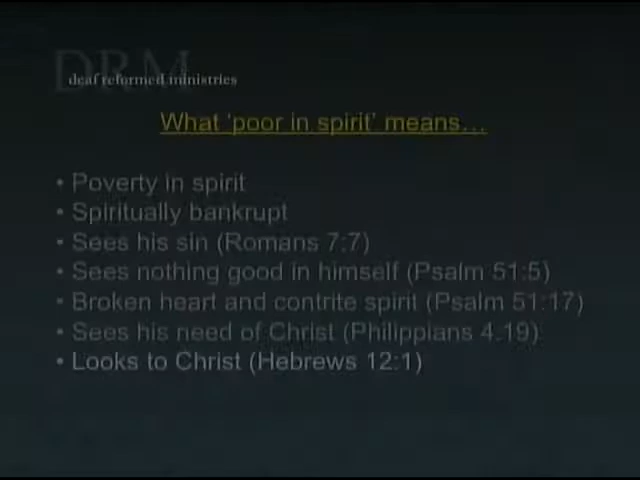 DRM
deaf reformed ministries
What ‘poor in spirit’ means…
• Poverty in spirit
• Spiritually bankrupt
• Sees his sin (Romans 7:7)
• Sees nothing good in himself (Psalm 51:5)
• Broken heart and contrite spirit (Psalm 51:17)
• Sees his need of Christ (Philippians 4.19)
• Looks to Christ (Hebrews 12:1)